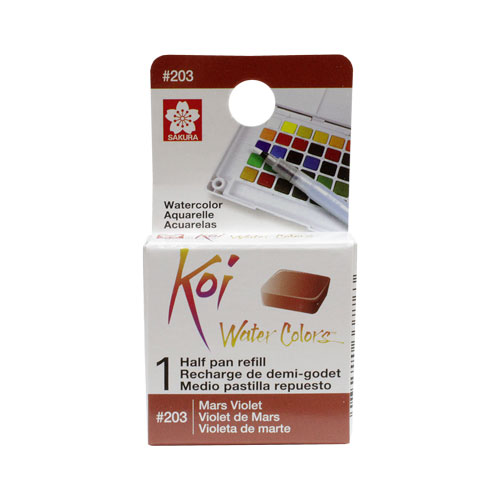 #203
SAKURA
Watercolor
Aquarelle
Acuarelas
Koi
Water Colors
1
Half pan refill
Recharge de demi-godet
Medio pastilla repuesto
#203
Mars Violet
Violet de Mars
Violeta de marte